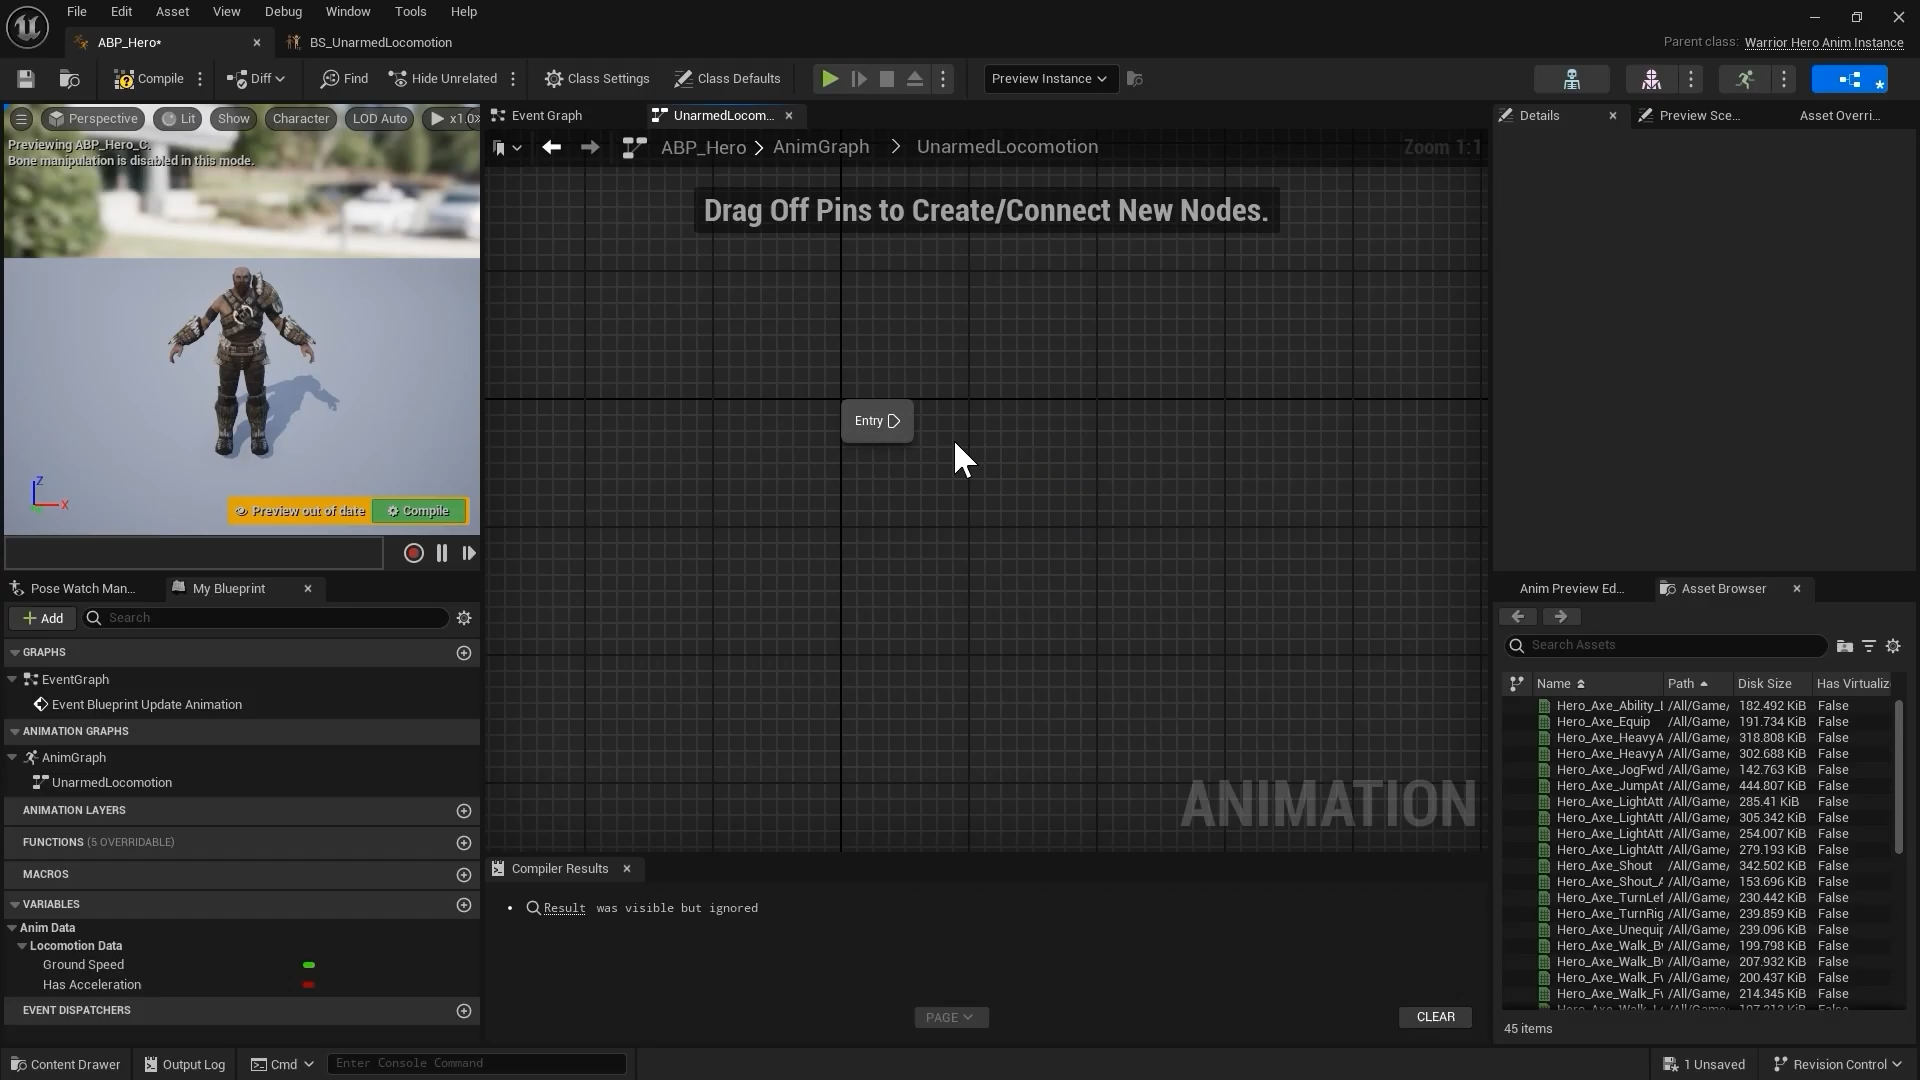 File Edit Asset View Debug Window Tools Help
ABP_Hero* BS_UnarmedLocomotion
Parent class: Warrior Hero Anim Instance
Compile Diff Find Hide Unrelated Class Settings Class Defaults Preview Instance
Perspective Lit Show Character LOD Auto x1.0
Previewing ABP_Hero_C.
Bone manipulation is disabled in this mode.
Z
X
Preview out of date Compile
Event Graph UnarmedLocom...
ABP_Hero > AnimGraph > UnarmedLocomotion Zoom 1:1
Drag Off Pins to Create/Connect New Nodes.
Entry
ANIMATION
Details Preview Sce... Asset Overri...
Pose Watch Man... My Blueprint
Add Search
GRAPHS
EventGraph
Event Blueprint Update Animation
ANIMATION GRAPHS
AnimGraph
UnarmedLocomotion
ANIMATION LAYERS
FUNCTIONS (5 OVERRIDABLE)
MACROS
VARIABLES
Anim Data
Locomotion Data
Ground Speed
Has Acceleration
EVENT DISPATCHERS
Compiler Results
• Result was visible but ignored
PAGE CLEAR
Anim Preview Ed... Asset Browser
Search Assets
Name Path Disk Size Has Virtualiz
Hero_Axe_Ability_ /All/Game/ 182.492 KiB False
Hero_Axe_Equip /All/Game/ 191.734 KiB False
Hero_Axe_HeavyA /All/Game/ 318.808 KiB False
Hero_Axe_HeavyA /All/Game/ 302.688 KiB False
Hero_Axe_JogFwd /All/Game/ 142.763 KiB False
Hero_Axe_JumpAt /All/Game/ 444.807 KiB False
Hero_Axe_LightAtt /All/Game/ 285.41 KiB False
Hero_Axe_LightAtt /All/Game/ 305.342 KiB False
Hero_Axe_LightAtt /All/Game/ 254.007 KiB False
Hero_Axe_LightAtt /All/Game/ 279.193 KiB False
Hero_Axe_Shout /All/Game/ 342.502 KiB False
Hero_Axe_Shout_A /All/Game/ 153.696 KiB False
Hero_Axe_TurnLef /All/Game/ 230.442 KiB False
Hero_Axe_TurnRig /All/Game/ 239.859 KiB False
Hero_Axe_Unequip /All/Game/ 239.096 KiB False
Hero_Axe_Walk_B /All/Game/ 199.798 KiB False
Hero_Axe_Walk_B /All/Game/ 207.932 KiB False
Hero_Axe_Walk_F /All/Game/ 200.437 KiB False
Hero_Axe_Walk_F /All/Game/ 214.345 KiB False
45 items
Content Drawer Output Log Cmd Enter Console Command 1 Unsaved Revision Control